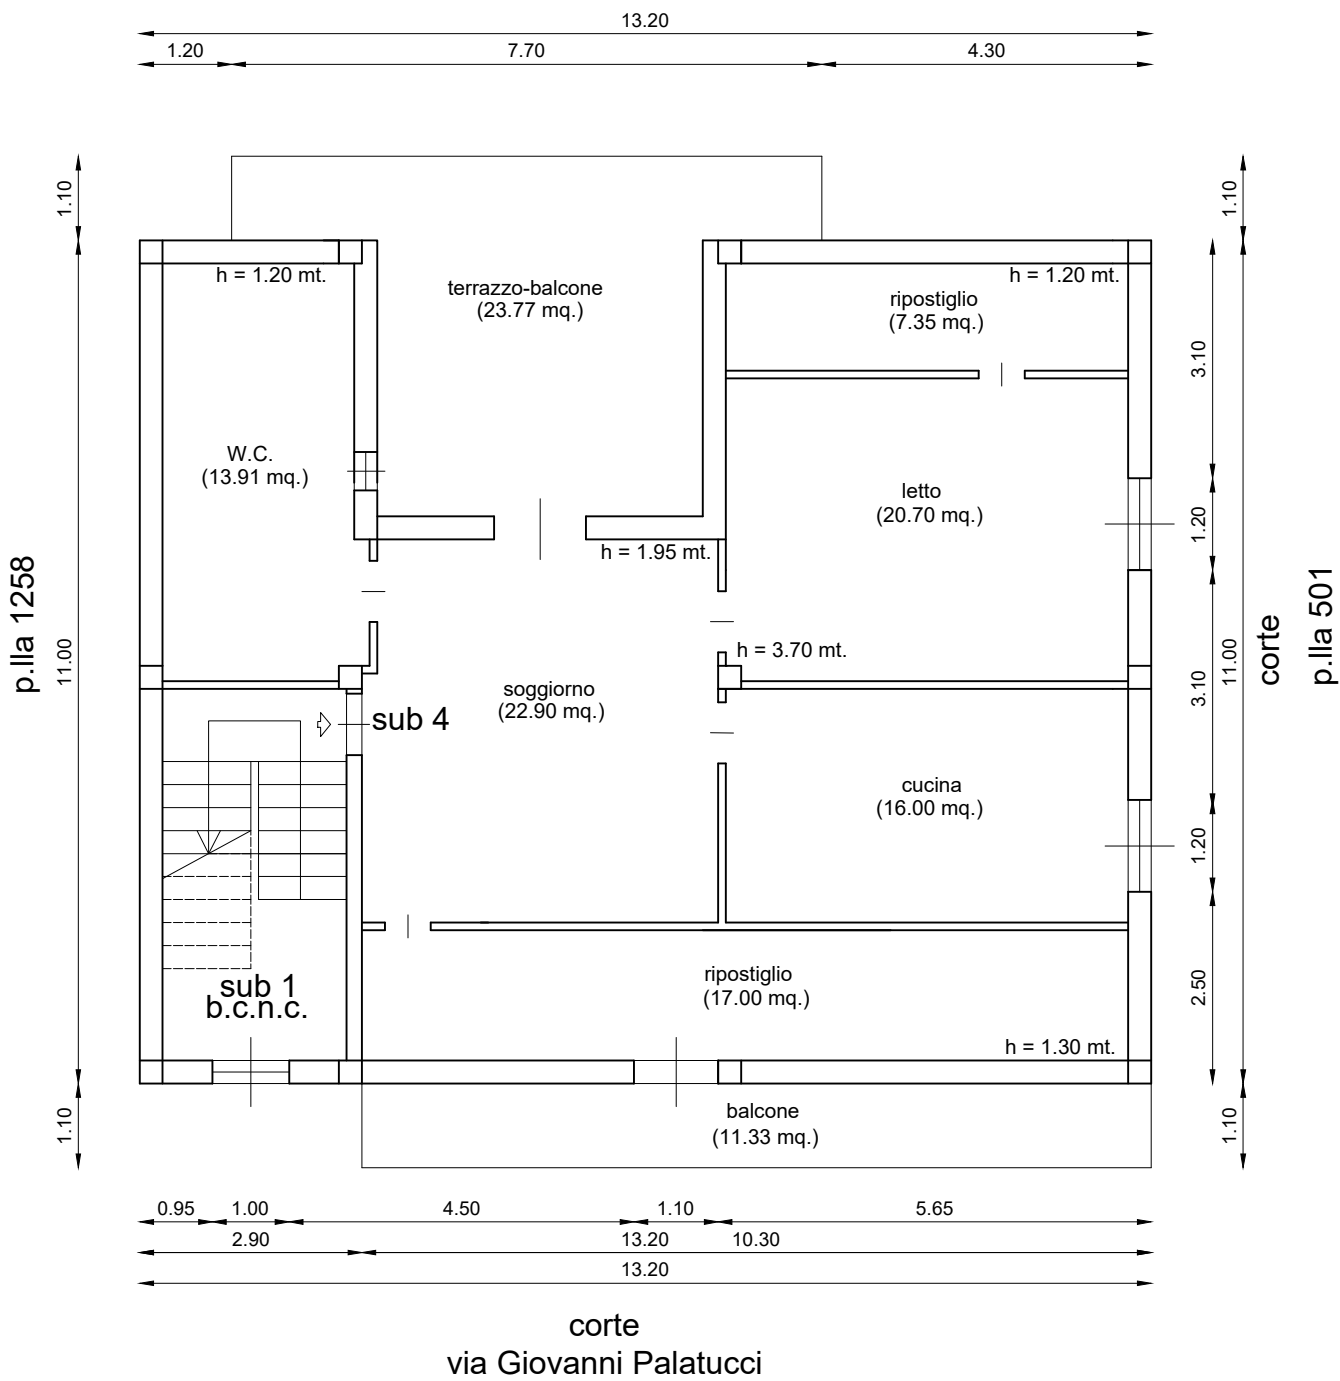 13.20
1.20 7.70 4.30
1.10 1.10
h = 1.20 mt. h = 1.20 mt.
terrazzo-balcone
(23.77 mq.)
ripostiglio
(7.35 mq.)
3.10
W.C.
(13.91 mq.)
letto
(20.70 mq.)
1.20
h = 1.95 mt.
p.lla 1258
11.00
h = 3.70 mt.
3.10
11.00
corte
p.lla 501
soggiorno
(22.90 mq.)
sub 4
cucina
(16.00 mq.)
1.20
sub 1
b.c.n.c.
ripostiglio
(17.00 mq.)
2.50
h = 1.30 mt.
balcone
(11.33 mq.)
1.10 1.10
0.95 1.00 4.50 1.10 5.65
2.90 13.20 10.30
13.20
corte
via Giovanni Palatucci